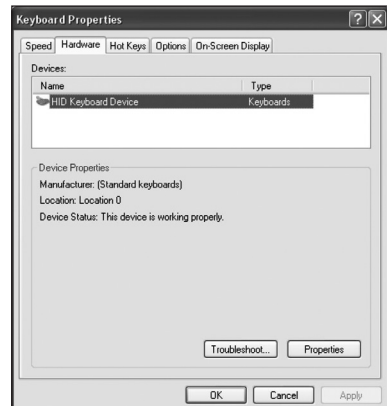 Keyboard Properties
Speed Hardware Hot Keys Options On-Screen Display
Devices:
Name Type
HID Keyboard Device Keyboards
Device Properties
Manufacturer: (Standard keyboards)
Location: Location 0
Device Status: This device is working properly.
Troubleshoot... Properties
OK Cancel Apply